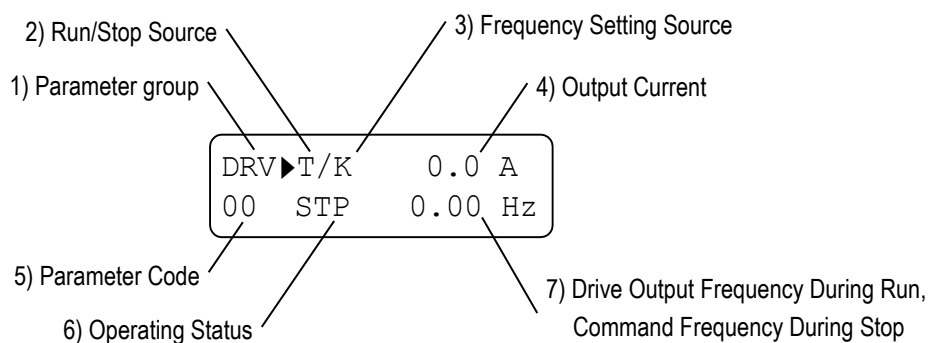 2) Run/Stop Source
3) Frequency Setting Source
1) Parameter group
4) Output Current
DRV▶T/K 0.0 A
00 STP 0.00 Hz
5) Parameter Code
7) Drive Output Frequency During Run,
Command Frequency During Stop
6) Operating Status